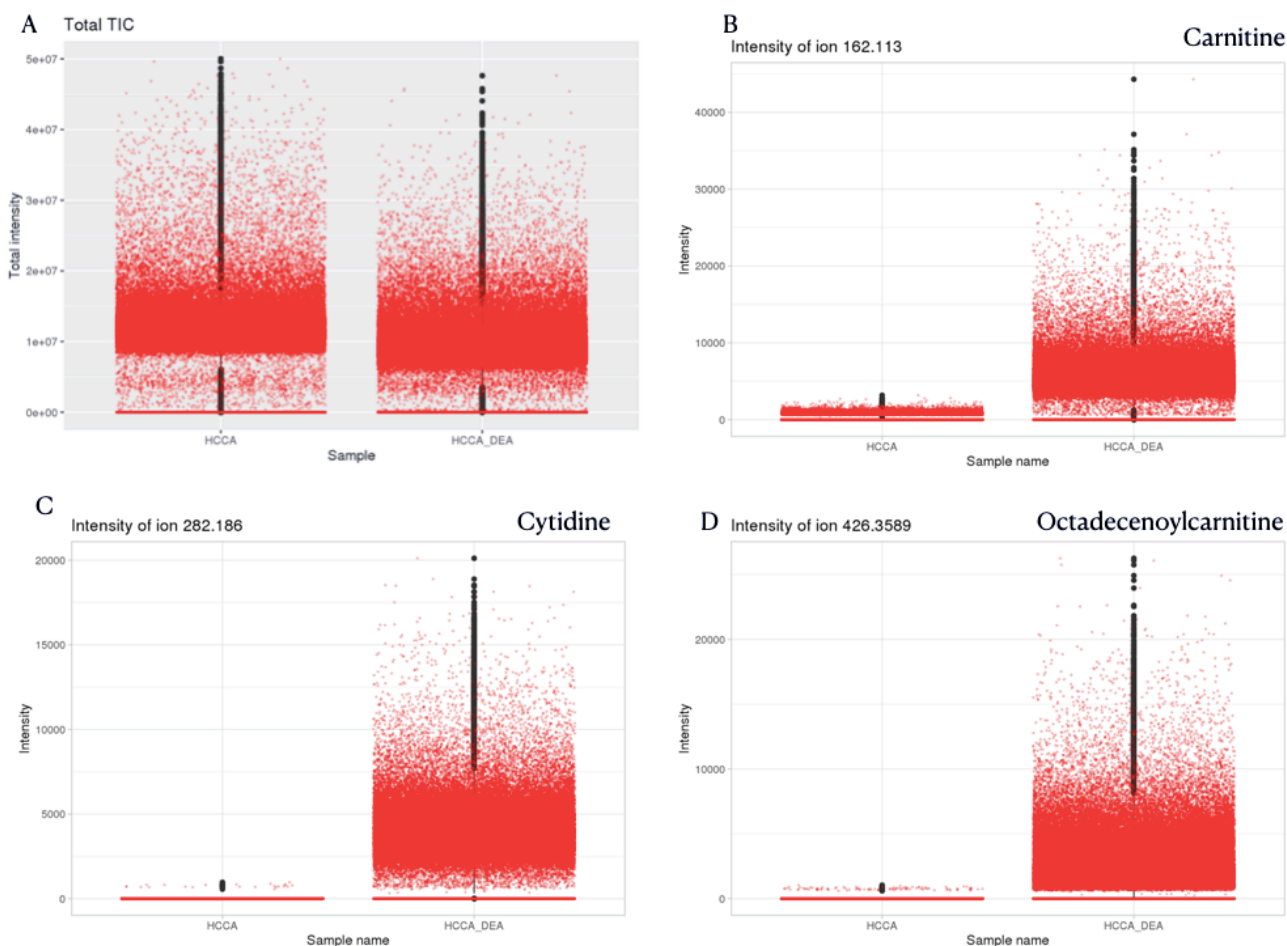 A
Total TIC
5e+07
4e+07
3e+07
2e+07
1e+07
0e+00
Total intensity
HCCA
HCCA_DEA
Sample
B
Intensity of ion 162.113
Carnitine
40000
30000
20000
10000
0
Intensity
HCCA
HCCA_DEA
Sample name
C
Intensity of ion 282.186
Cytidine
20000
15000
10000
5000
0
Intensity
HCCA
HCCA_DEA
Sample name
D
Intensity of ion 426.3589
Octadecenoylcarnitine
20000
10000
0
Intensity
HCCA
HCCA_DEA
Sample name